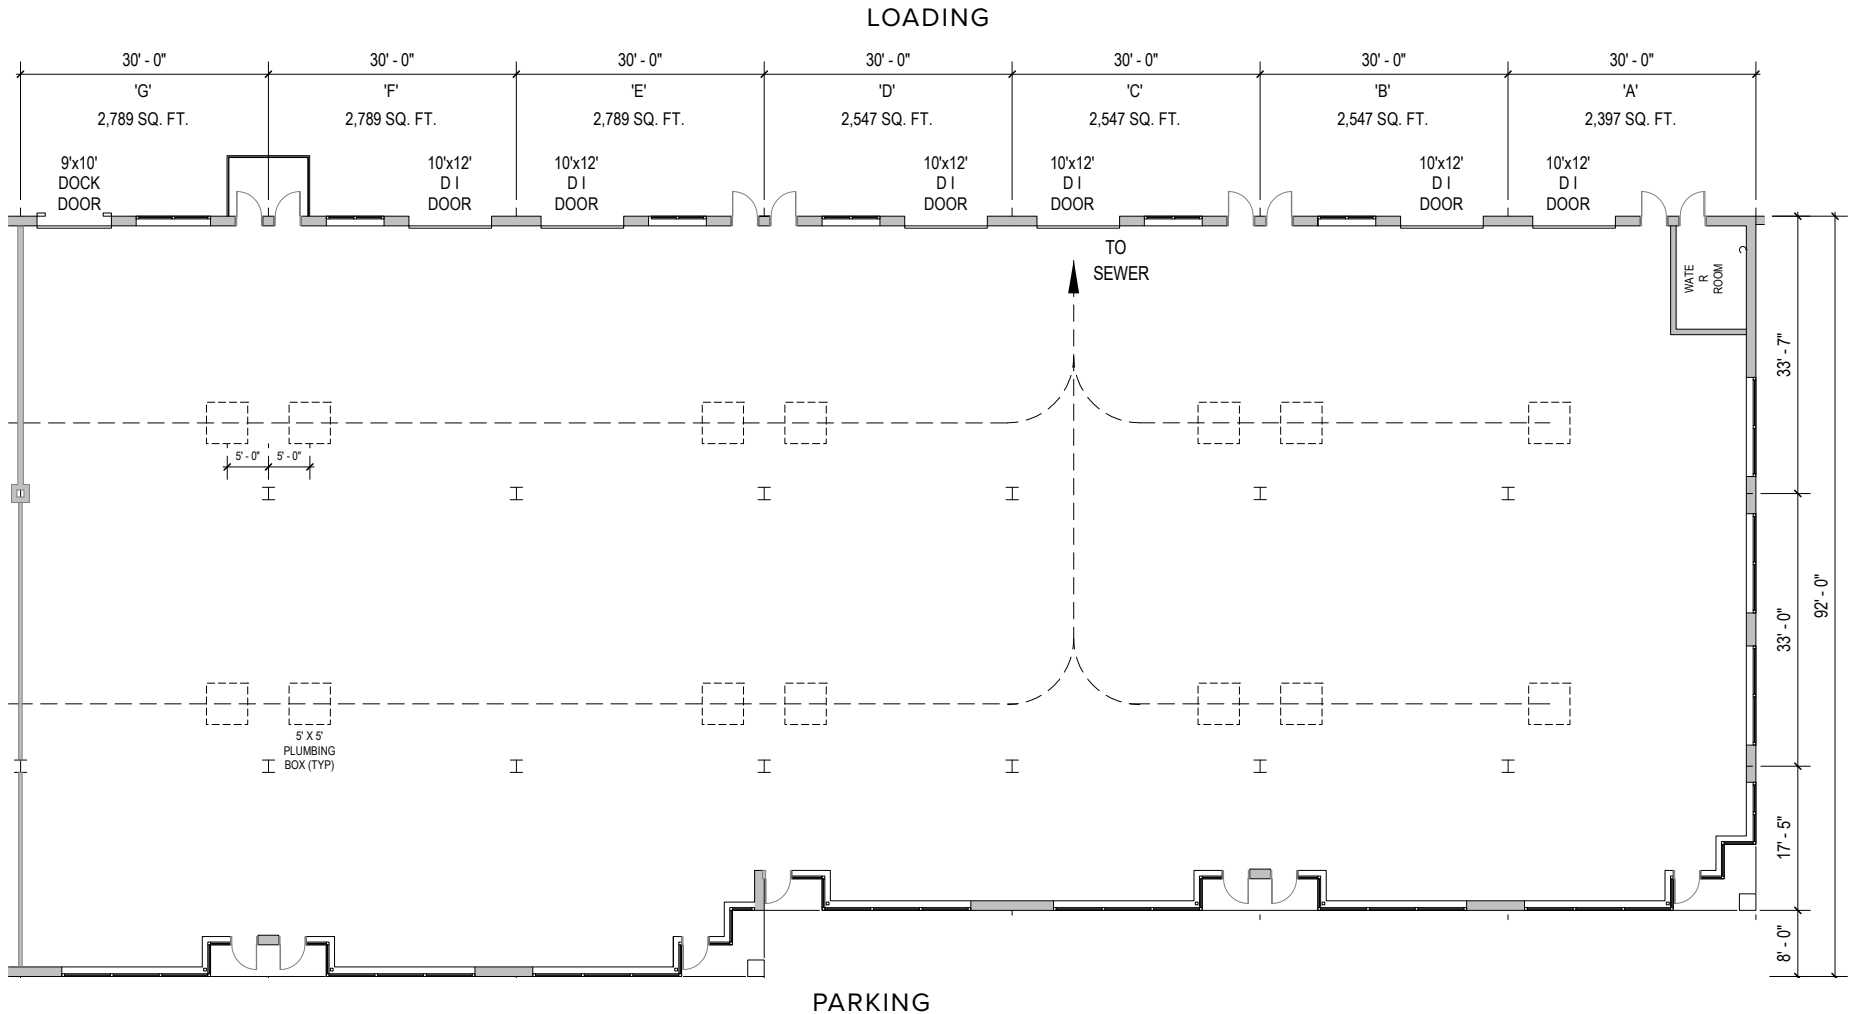 LOADING
30' - 0" 30' - 0" 30' - 0" 30' - 0" 30' - 0" 30' - 0" 30' - 0"
'G' 'F' 'E' 'D' 'C' 'B' 'A'
2,789 SQ. FT. 2,789 SQ. FT. 2,789 SQ. FT. 2,547 SQ. FT. 2,547 SQ. FT. 2,547 SQ. FT. 2,397 SQ. FT.
9'x10' 10'x12' 10'x12' 10'x12' 10'x12' 10'x12' 10'x12'
DOCK D I D I D I D I D I D I
DOOR DOOR DOOR DOOR DOOR DOOR DOOR
TO
SEWER
WATE
R
ROOM
33' - 7"
5' - 0" 5' - 0"
33' - 0"
92' - 0"
5' X 5'
PLUMBING
BOX (TYP)
17' - 5"
8' - 0"
PARKING